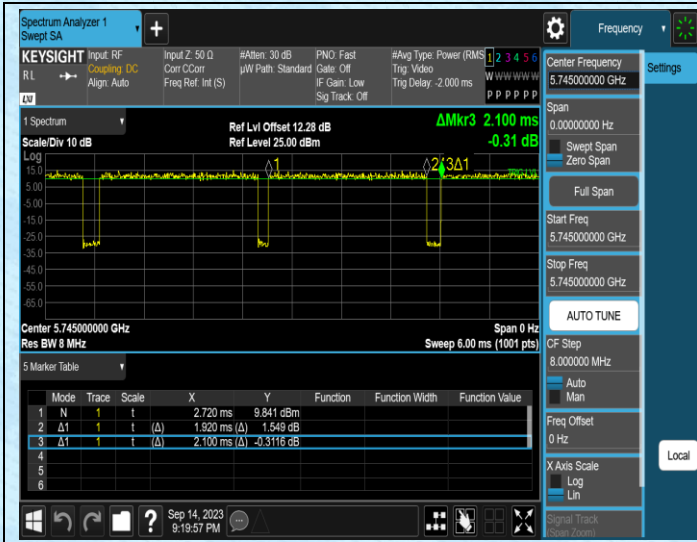 Spectrum Analyzer 1
Swept SA
Frequency
KEYSIGHT
RL
LXI
Input: RF
Coupling: DC
Align: Auto
Input Z: 50 Ω
Corr CCorr
Freq Ref: Int (S)
#Atten: 30 dB
µW Path: Standard
PNO: Fast
Gate: Off
IF Gain: Low
Sig Track: Off
#Avg Type: Power (RMS
Trig: Video
Trig Delay: -2.000 ms
1 2 3 4 5 6
W W W W W W
P P P P P P
1 Spectrum
Scale/Div 10 dB
Ref Lvl Offset 12.28 dB
Ref Level 25.00 dBm
ΔMkr3 2.100 ms
-0.31 dB
Log
15.0
5.00
-5.00
-15.0
-25.0
-35.0
-45.0
-55.0
-65.0
1
3Δ1
Center 5.745000000 GHz
Span 0 Hz
Res BW 8 MHz
Sweep 6.00 ms (1001 pts)
5 Marker Table
Mode Trace Scale X Y Function Function Width Function Value
1 N 1 t 2.720 ms 9.841 dBm
2 Δ1 1 t (Δ) 1.920 ms (Δ) 1.549 dB
3 Δ1 1 t (Δ) 2.100 ms (Δ) -0.3116 dB
4
5
6
Sep 14, 2023
9:19:57 PM
Center Frequency
5.745000000 GHz
Span
0.00000000 Hz
Swept Span
Zero Span
Full Span
Start Freq
5.745000000 GHz
Stop Freq
5.745000000 GHz
AUTO TUNE
CF Step
8.000000 MHz
Auto
Man
Freq Offset
0 Hz
X Axis Scale
Log
Lin
Signal Track
(Span Zoom)
Settings
Local